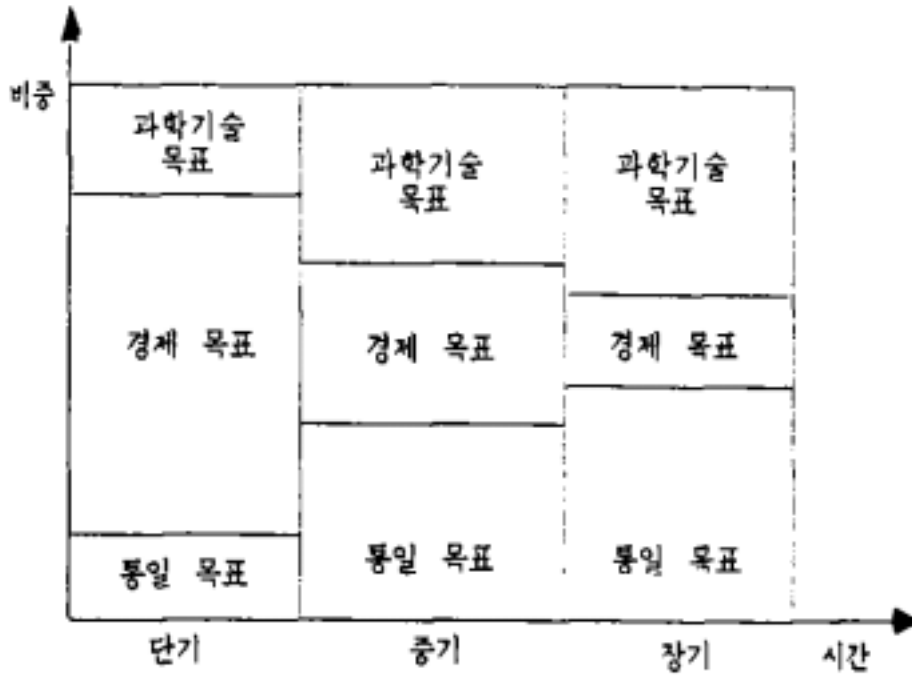 비중
과학기술
목표
과학기술
목표
과학기술
목표
경제 목표
경제 목표
경제 목표
통일 목표
통일 목표
통일 목표
단기
중기
장기
시간